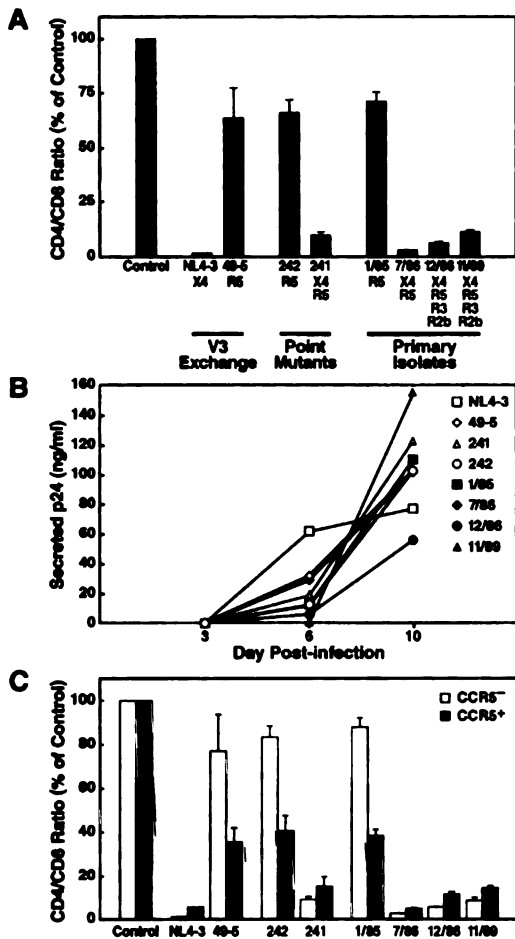 A
CD4/CD8 Ratio (% of Control)
100
75
50
25
0
Control
NL4-3
X4
49-5
R5
242
R5
241
X4
R5
1/85
R5
7/86
X4
R5
12/86
X4
R5
R3
R2b
11/89
X4
R5
R3
R2b
V3
Exchange
Point
Mutants
Primary
Isolates
B
Secreted p24 (ng/ml)
160
140
120
100
80
60
40
20
0
3
6
10
Day Post-infection
NL4-3
49-5
241
242
1/85
7/86
12/86
11/89
C
CD4/CD8 Ratio (% of Control)
100
80
60
40
20
0
CCR5−
CCR5+
Control
NL4-3
49-5
242
241
1/85
7/86
12/86
11/89